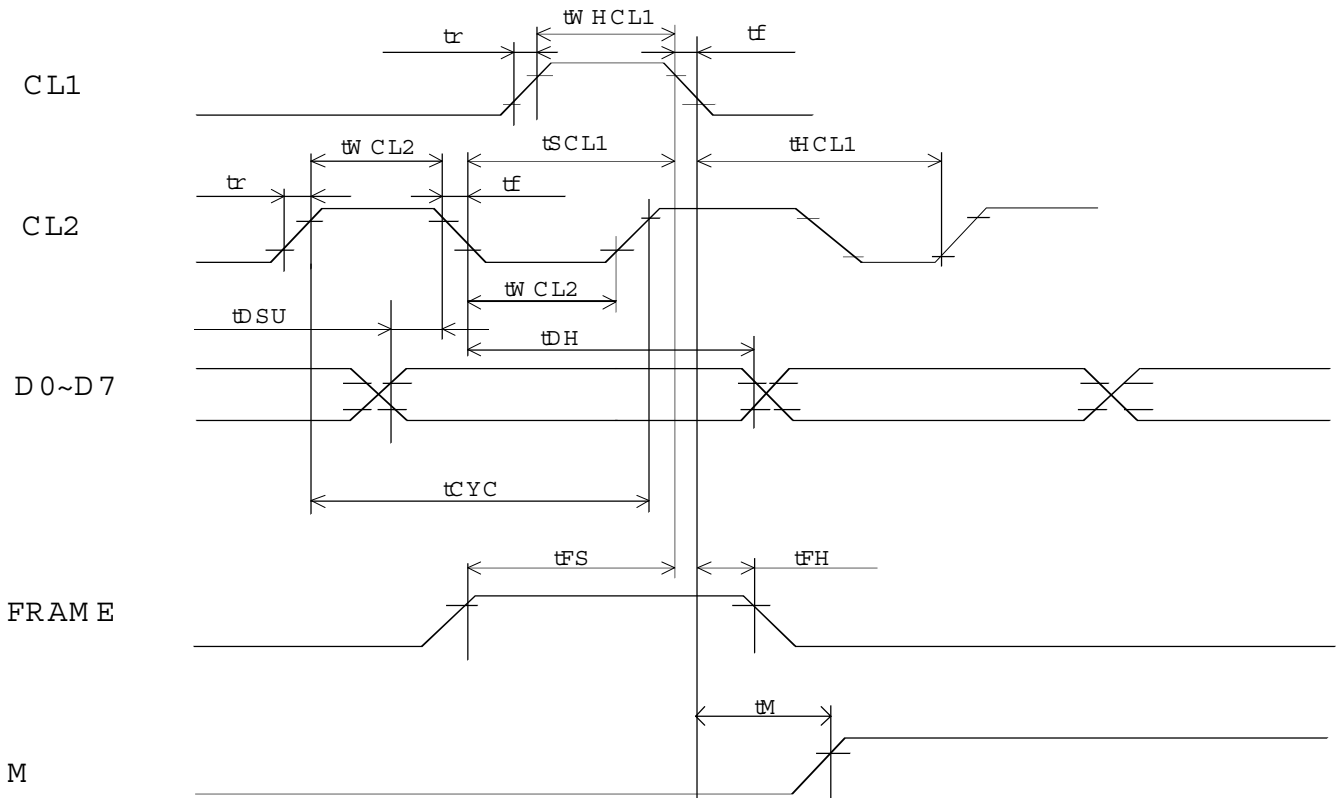 tWHCL1
tr
tf
CL1
tWCL2
tSCL1
tHCL1
tr
tf
CL2
tWCL2
tDSU
tDH
D0~D7
tCYC
tFS
tFH
FRAME
tM
M